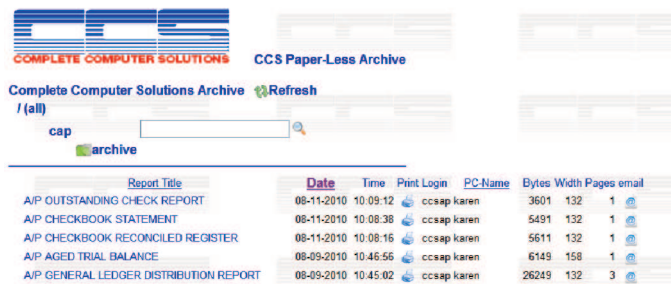 CCS
COMPLETE COMPUTER SOLUTIONS
CCS Paper-Less Archive
Complete Computer Solutions Archive Refresh
/ (all)
cap
archive
Report Title Date Time Print Login PC-Name Bytes Width Pages email
A/P OUTSTANDING CHECK REPORT 08-11-2010 10:09:12 ccsap karen 3601 132 1
A/P CHECKBOOK STATEMENT 08-11-2010 10:08:38 ccsap karen 5491 132 1
A/P CHECKBOOK RECONCILED REGISTER 08-11-2010 10:08:16 ccsap karen 5611 132 1
A/P AGED TRIAL BALANCE 08-09-2010 10:46:56 ccsap karen 6149 158 1
A/P GENERAL LEDGER DISTRIBUTION REPORT 08-09-2010 10:45:02 ccsap karen 26249 132 3